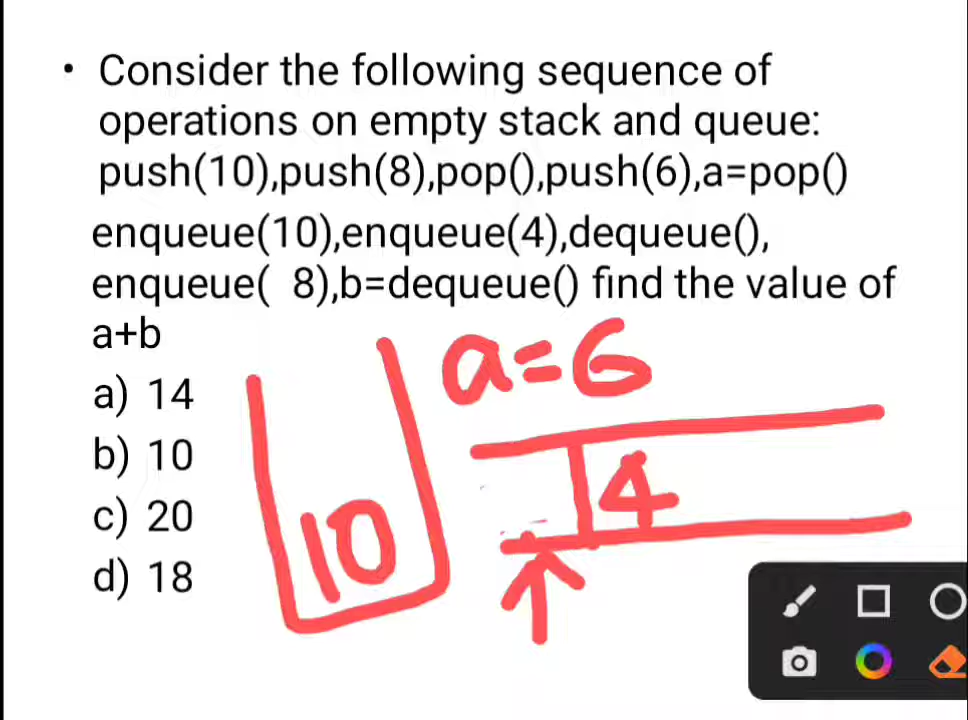 • Consider the following sequence of
operations on empty stack and queue:
push(10),push(8),pop(),push(6),a=pop()
enqueue(10),enqueue(4),dequeue(),
enqueue( 8),b=dequeue() find the value of
a+b
a=6
a) 14
b) 10
4
c) 20
10
d) 18